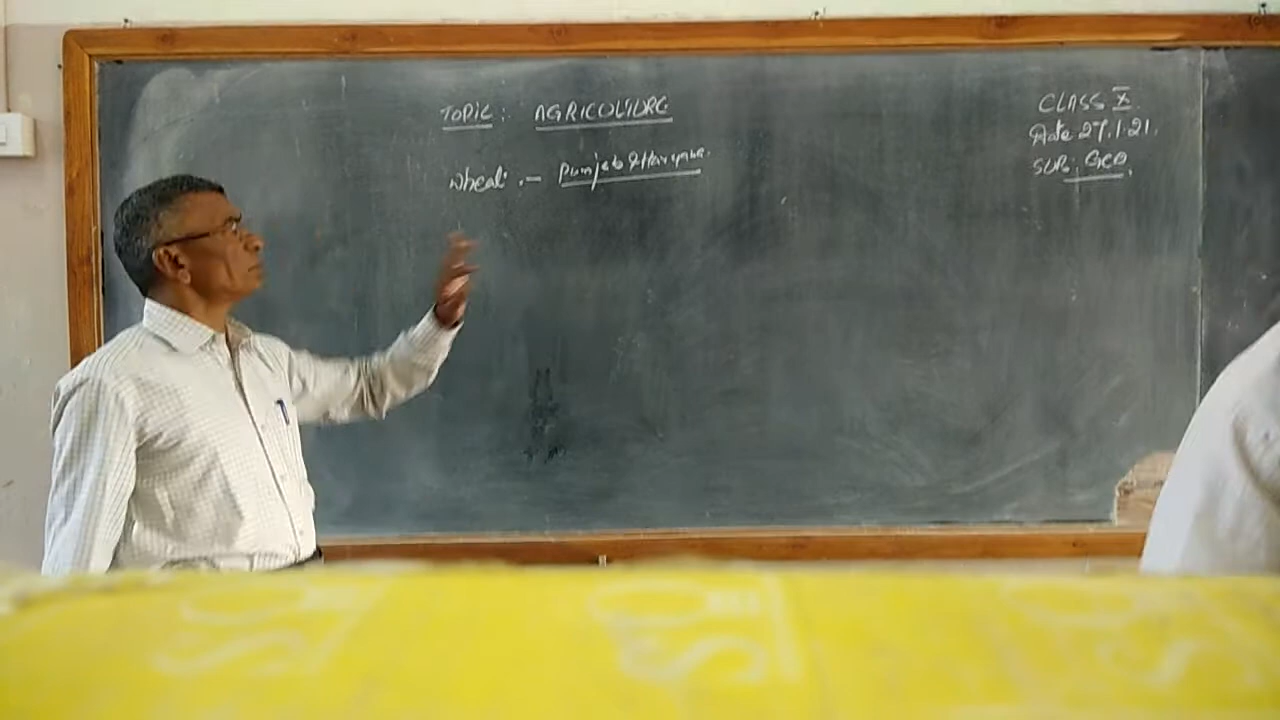 TOPIC: AGRICULTURE
Wheat :- Punjab & Haryana.
CLASS X.
Date 27.1.21.
SUB: GEO.